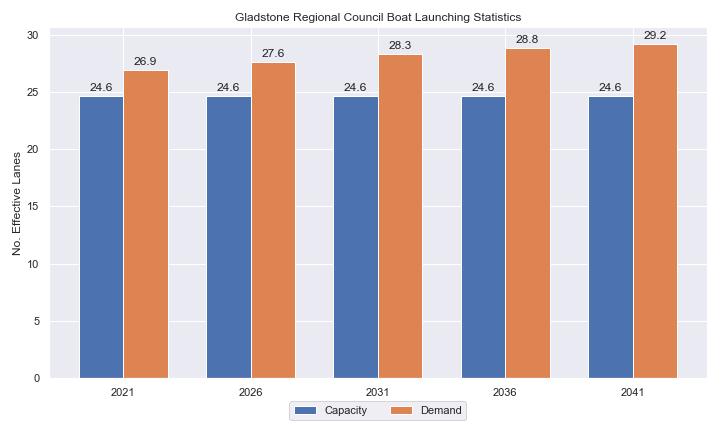 Gladstone Regional Council Boat Launching Statistics
No. Effective Lanes
30
25
20
15
10
5
0
24.6 26.9 24.6 27.6 24.6 28.3 24.6 28.8 24.6 29.2
2021 2026 2031 2036 2041
Capacity Demand